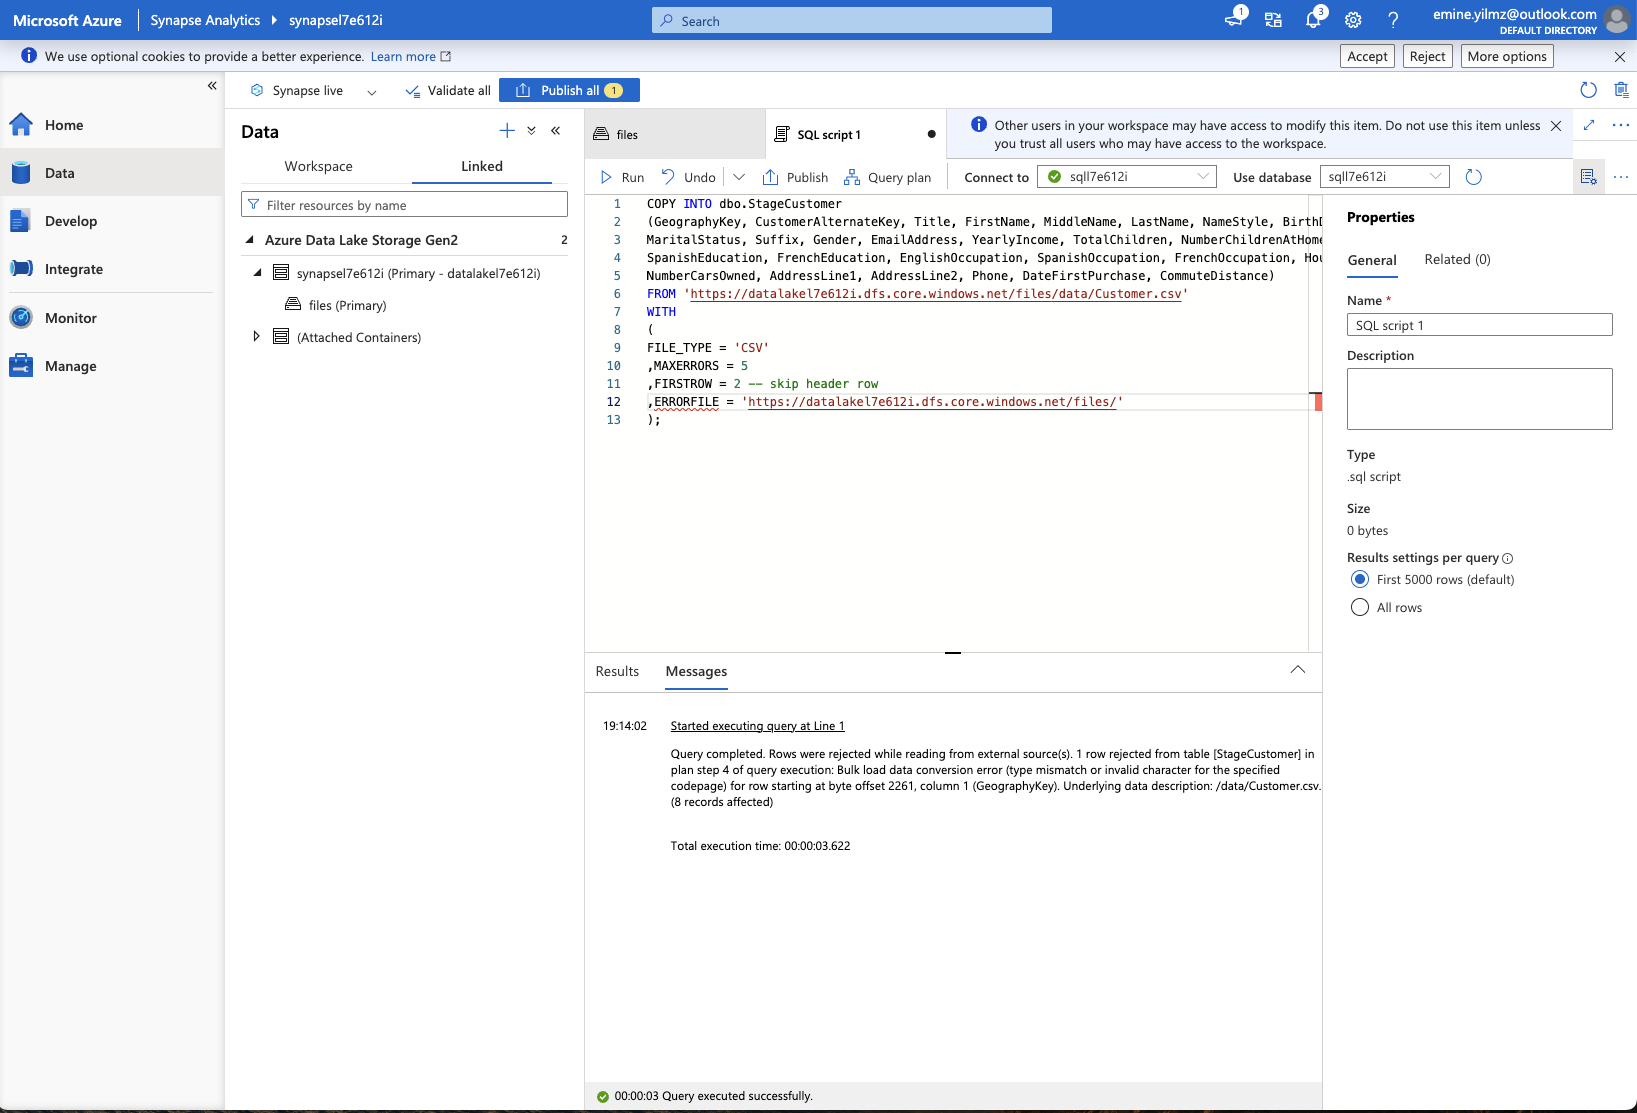 Microsoft Azure
Synapse Analytics
synapsel7e612i
Search
1
3
?
emine.yilmz@outlook.com
DEFAULT DIRECTORY
We use optional cookies to provide a better experience. Learn more
Accept
Reject
More options
Synapse live
Validate all
Publish all 1
Home
Data
Develop
Integrate
Monitor
Manage
Data
Workspace
Linked
Filter resources by name
Azure Data Lake Storage Gen2 2
synapsel7e612i (Primary - datalakel7e612i)
files (Primary)
(Attached Containers)
files
SQL script 1
Other users in your workspace may have access to modify this item. Do not use this item unless
you trust all users who may have access to the workspace.
Run
Undo
Publish
Query plan
Connect to
sqll7e612i
Use database
sqll7e612i
1 COPY INTO dbo.StageCustomer
2 (GeographyKey, CustomerAlternateKey, Title, FirstName, MiddleName, LastName, NameStyle, Birth
3 MaritalStatus, Suffix, Gender, EmailAddress, YearlyIncome, TotalChildren, NumberChildrenAtHome
4 SpanishEducation, FrenchEducation, EnglishOccupation, SpanishOccupation, FrenchOccupation, Hou
5 NumberCarsOwned, AddressLine1, AddressLine2, Phone, DateFirstPurchase, CommuteDistance)
6 FROM 'https://datalakel7e612i.dfs.core.windows.net/files/data/Customer.csv'
7 WITH
8 (
9 FILE_TYPE = 'CSV'
10 ,MAXERRORS = 5
11 ,FIRSTROW = 2 -- skip header row
12 ,ERRORFILE = 'https://datalakel7e612i.dfs.core.windows.net/files/'
13 );
Properties
General
Related (0)
Name *
SQL script 1
Description
Type
.sql script
Size
0 bytes
Results settings per query
First 5000 rows (default)
All rows
Results
Messages
19:14:02
Started executing query at Line 1
Query completed. Rows were rejected while reading from external source(s). 1 row rejected from table [StageCustomer] in
plan step 4 of query execution: Bulk load data conversion error (type mismatch or invalid character for the specified
codepage) for row starting at byte offset 2261, column 1 (GeographyKey). Underlying data description: /data/Customer.csv.
(8 records affected)
Total execution time: 00:00:03.622
00:00:03 Query executed successfully.